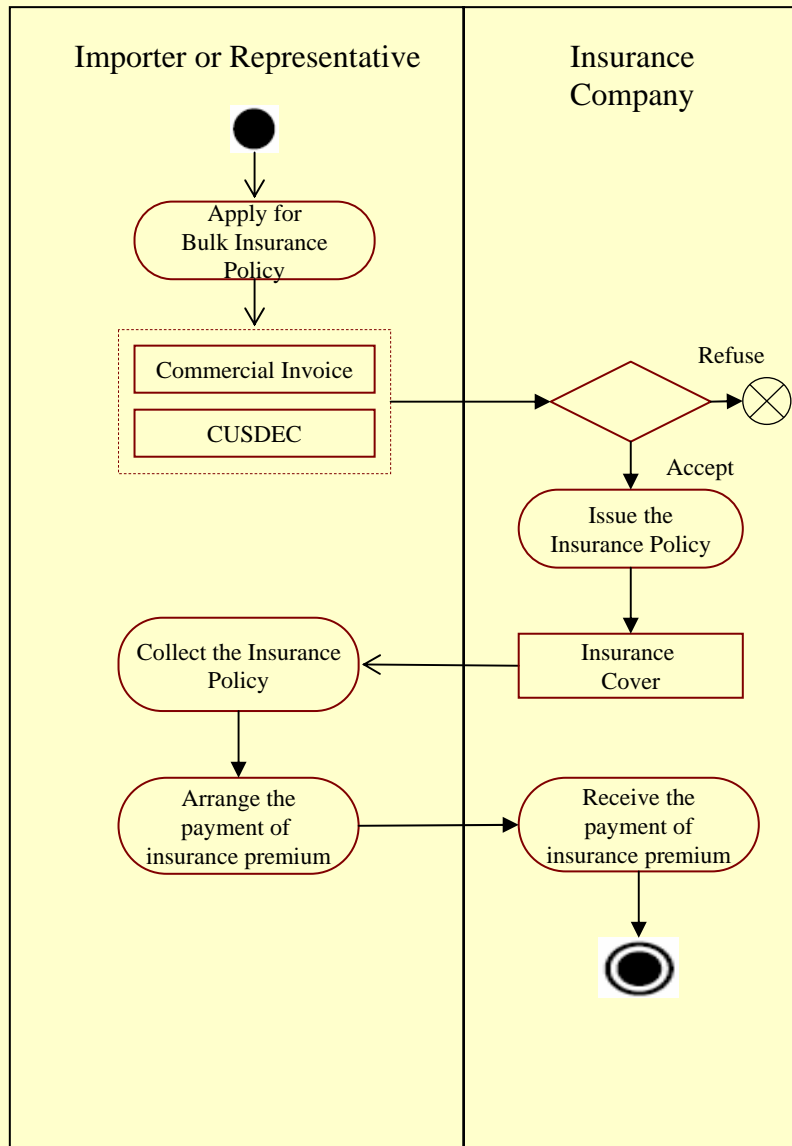 Importer or Representative
Insurance
Company
Apply for
Bulk Insurance
Policy
Commercial Invoice
CUSDEC
Refuse
Accept
Issue the
Insurance Policy
Insurance
Cover
Collect the Insurance
Policy
Arrange the
payment of
insurance premium
Receive the
payment of
insurance premium